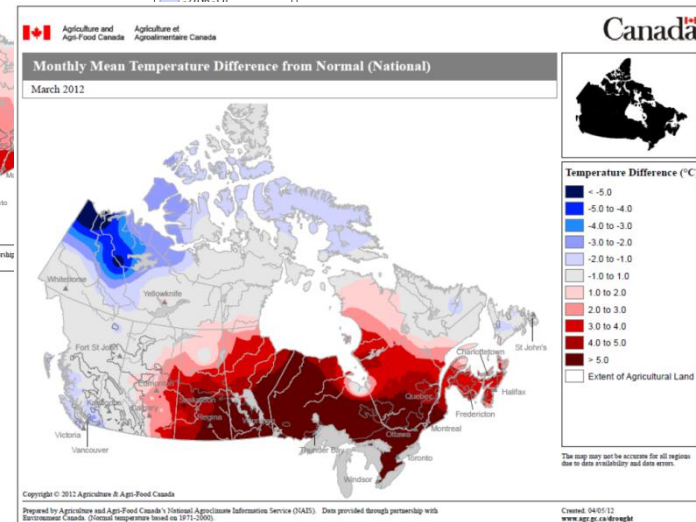 Agriculture and Agriculture et
Agri-Food Canada Agroalimentaire Canada
Canada
Monthly Mean Temperature Difference from Normal (National)
March 2012
Temperature Difference (°C
< -5.0
-5.0 to -4.0
-4.0 to -3.0
-3.0 to -2.0
-2.0 to -1.0
-1.0 to 1.0
1.0 to 2.0
2.0 to 3.0
3.0 to 4.0
4.0 to 5.0
> 5.0
Extent of Agricultural Land
Whitehorse
Yellowknife
Fort St John
Edmonton
Saskatoon
Calgary
Kamloops
Regina
Victoria
Vancouver
Thunder Bay
Windsor
Toronto
Ottawa
Montreal
Quebec
Fredericton
Halifax
Charlottetown
St John's
The map may not be accurate for all regions
due to data availability and data errors.
Copyright © 2012 Agriculture & Agri-Food Canada
Prepared by Agriculture and Agri-Food Canada's National Agroclimate Information Service (NAIS). Data provided through partnership with
Environment Canada. (Normal temperature based on 1971-2000)
Created: 04/05/12
www.agr.gc.ca/drought